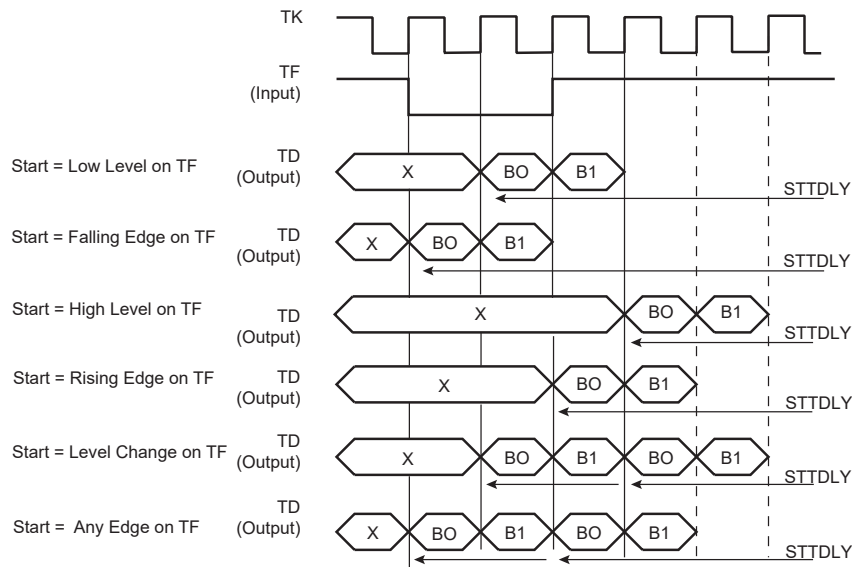 TK
TF
(Input)
Start = Low Level on TF
TD
(Output)
X
BO
B1
STTDLY
Start = Falling Edge on TF
TD
(Output)
X
BO
B1
STTDLY
Start = High Level on TF
TD
(Output)
X
BO
B1
STTDLY
Start = Rising Edge on TF
TD
(Output)
X
BO
B1
STTDLY
Start = Level Change on TF
TD
(Output)
X
BO
B1
BO
B1
STTDLY
Start = Any Edge on TF
TD
(Output)
X
BO
B1
BO
B1
STTDLY